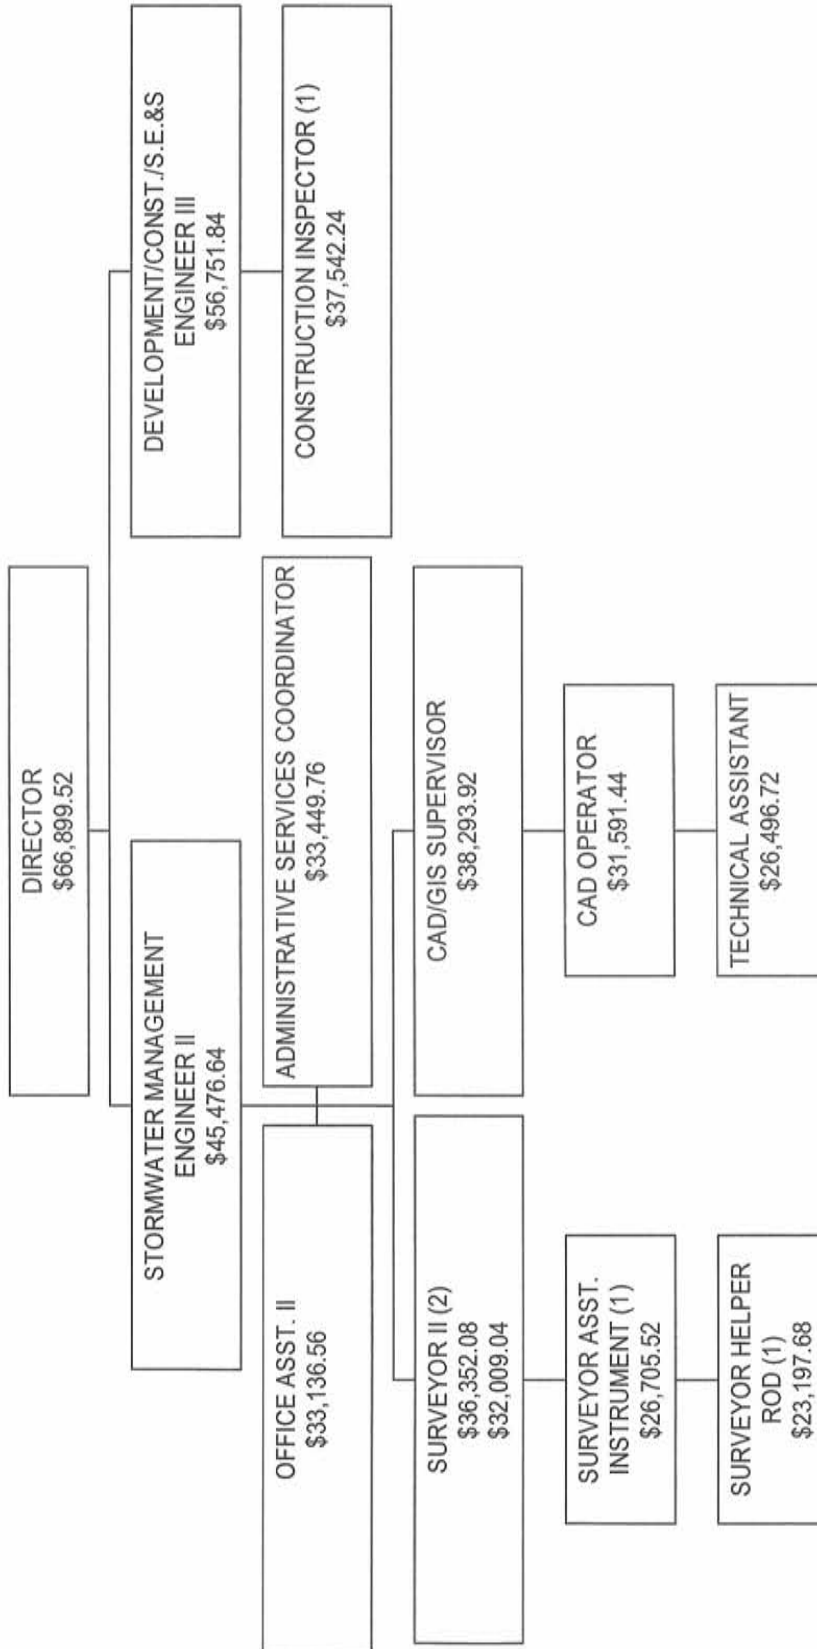 DIRECTOR
$66,899.52
STORMWATER MANAGEMENT
ENGINEER II
$45,476.64
DEVELOPMENT/CONST./S.E.&S
ENGINEER III
$56,751.84
OFFICE ASST. II
$33,136.56
ADMINISTRATIVE SERVICES COORDINATOR
$33,449.76
CONSTRUCTION INSPECTOR (1)
$37,542.24
SURVEYOR II (2)
$36,352.08
$32,009.04
CAD/GIS SUPERVISOR
$38,293.92
SURVEYOR ASST.
INSTRUMENT (1)
$26,705.52
CAD OPERATOR
$31,591.44
SURVEYOR HELPER
ROD (1)
$23,197.68
TECHNICAL ASSISTANT
$26,496.72